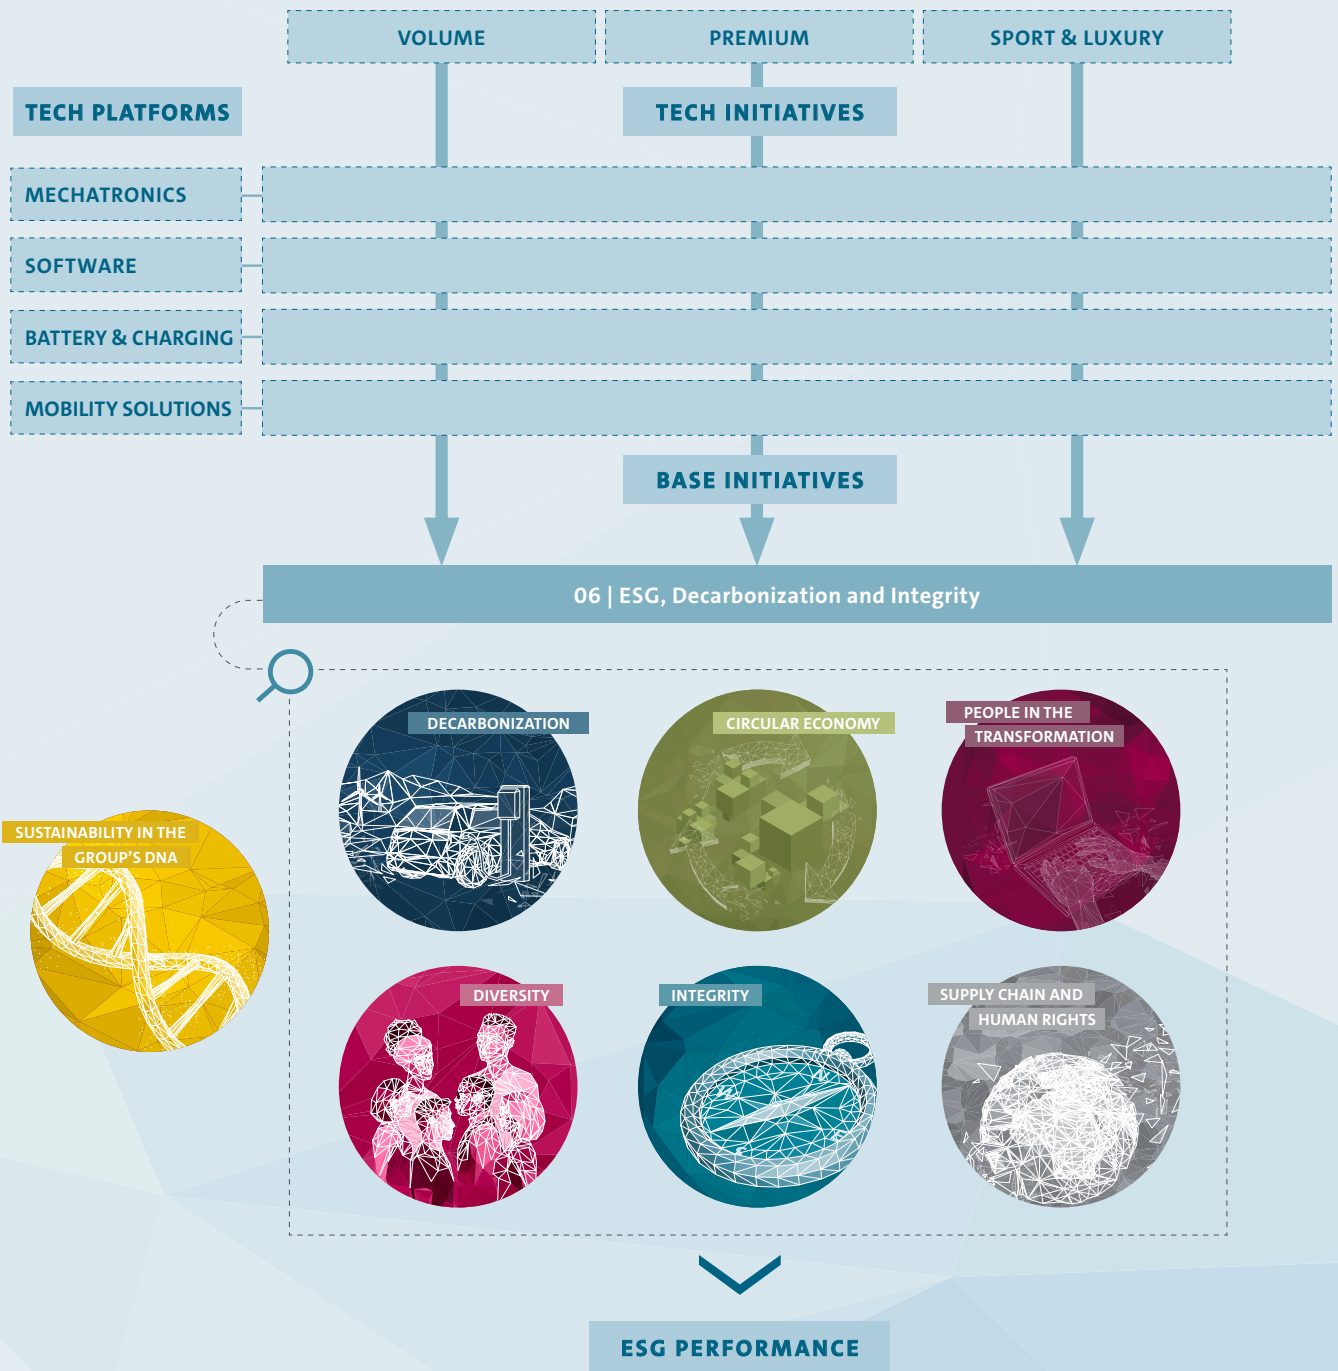 VOLUME
PREMIUM
SPORT & LUXURY
TECH PLATFORMS
TECH INITIATIVES
MECHATRONICS
SOFTWARE
BATTERY & CHARGING
MOBILITY SOLUTIONS
BASE INITIATIVES
06 | ESG, Decarbonization and Integrity
DECARBONIZATION
CIRCULAR ECONOMY
PEOPLE IN THE
TRANSFORMATION
SUSTAINABILITY IN THE
GROUP'S DNA
DIVERSITY
INTEGRITY
SUPPLY CHAIN AND
HUMAN RIGHTS
ESG PERFORMANCE